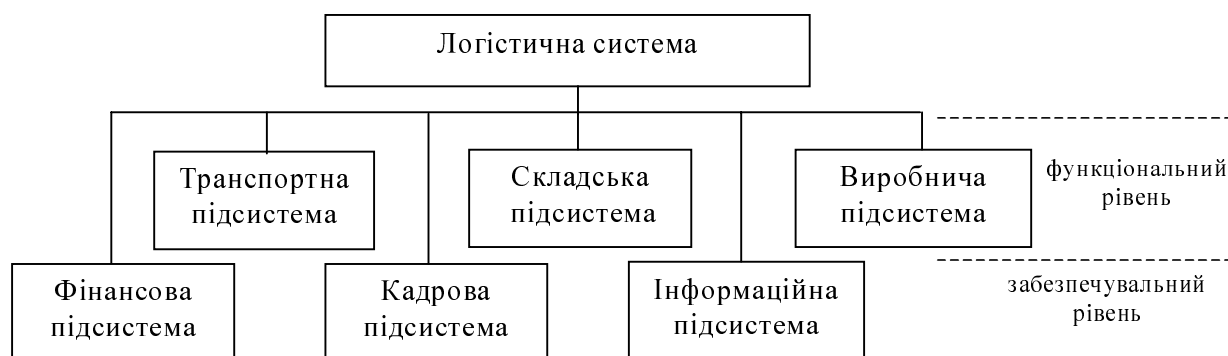 Логістична система
Транспортна
підсистема
Складська
підсистема
Виробнича
підсистема
функціональний
рівень
Фінансова
підсистема
Кадрова
підсистема
Інформаційна
підсистема
забезпечувальний
рівень